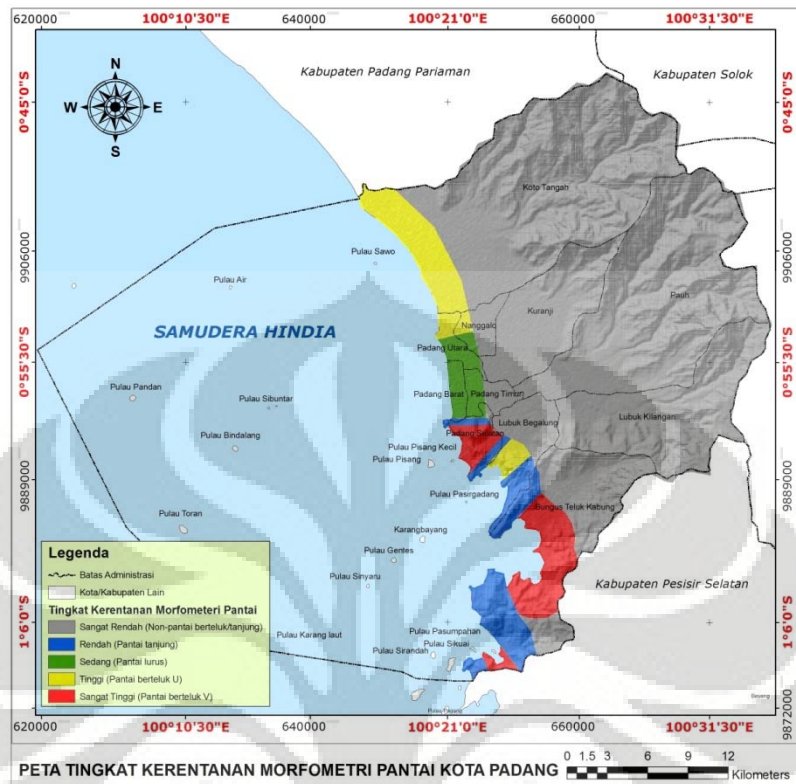 620000 100°10'30"E 640000 100°21'0"E 660000 100°31'30"E
Kabupaten Padang Pariaman
Kabupaten Solok
N
W E
S
0°45'0"S
0°45'0"S
Koto Tangah
9906000
9906000
Pulau Sawo
Pulau Air
Kuranji
Pauh
Nanggalo
SAMUDERA HINDIA
Padang Utara
0°55'30"S
0°55'30"S
Pulau Pandan
Pulau Sibuntar
Padang Barat
Padang Timur
Lubuk Kilangan
Lubuk Begalung
Padang Selatan
Pulau Bindalang
Pulau Pisang Kecil
Pulau Pisang
9889000
9889000
Pulau Pasirgadang
Bungus Teluk Kabung
Pulau Toran
Karangbayang
Pulau Gentes
Pulau Sinyaru
Kabupaten Pesisir Selatan
Legenda
Batas Administrasi
Kota/Kabupaten Lain
Tingkat Kerentanan Morfometeri Pantai
Sangat Rendah (Non-pantai berteluk/tanjung)
Rendah (Pantai tanjung)
Sedang (Pantai lurus)
Tinggi (Pantai berteluk U)
Sangat Tinggi (Pantai berteluk V)
1°6'0"S
1°6'0"S
Pulau Karang laut
Pulau Pasumpahan
Pulau Sikuai
Pulau Sirandah
9872000
620000 100°10'30"E 640000 100°21'0"E 660000 100°31'30"E
PETA TINGKAT KERENTANAN MORFOMETRI PANTAI KOTA PADANG
0 1.5 3 6 9 12
Kilometers